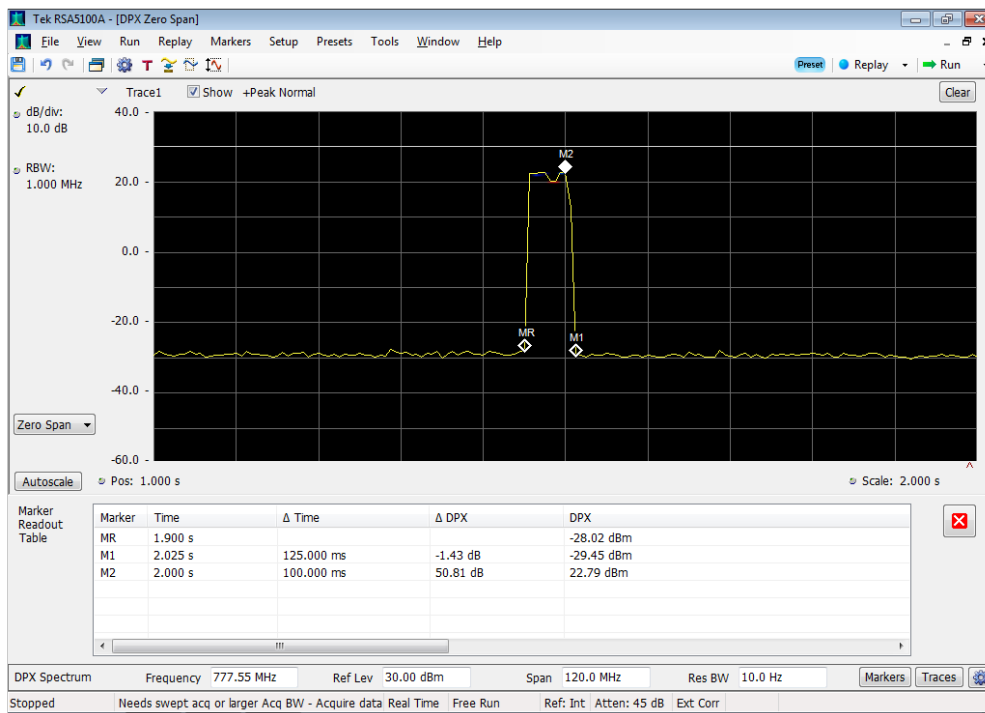 Tek RSA5100A - [DPX Zero Span]
File View Run Replay Markers Setup Presets Tools Window Help
T Preset Replay Run
Trace1 Show +Peak Normal Clear
dB/div:
10.0 dB
RBW:
1.000 MHz
40.0 -
20.0 -
0.0 -
-20.0 -
-40.0 -
-60.0 -
M2
MR
M1
Zero Span
Autoscale Pos: 1.000 s Scale: 2.000 s
Marker
Readout
Table
Marker Time Δ Time Δ DPX DPX
MR 1.900 s -28.02 dBm
M1 2.025 s 125.000 ms -1.43 dB -29.45 dBm
M2 2.000 s 100.000 ms 50.81 dB 22.79 dBm
DPX Spectrum Frequency 777.55 MHz Ref Lev 30.00 dBm Span 120.0 MHz Res BW 10.0 Hz Markers Traces
Stopped Needs swept acq or larger Acq BW - Acquire data Real Time Free Run Ref: Int Atten: 45 dB Ext Corr